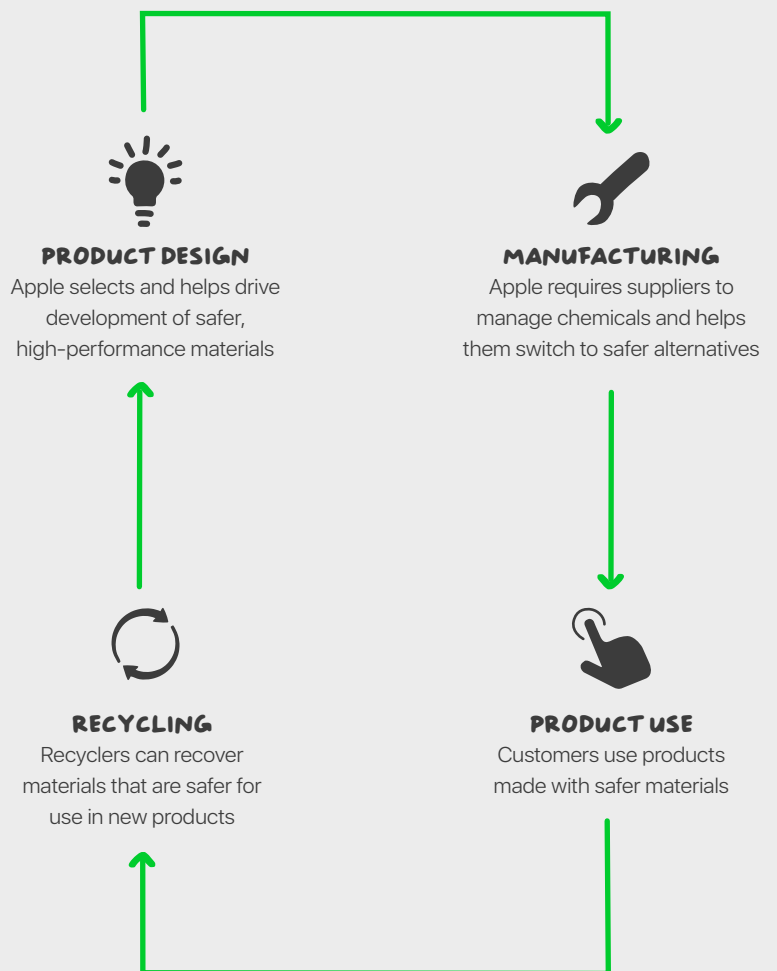 PRODUCT DESIGN
Apple selects and helps drive
development of safer,
high-performance materials
MANUFACTURING
Apple requires suppliers to
manage chemicals and helps
them switch to safer alternatives
RECYCLING
Recyclers can recover
materials that are safer for
use in new products
PRODUCT USE
Customers use products
made with safer materials